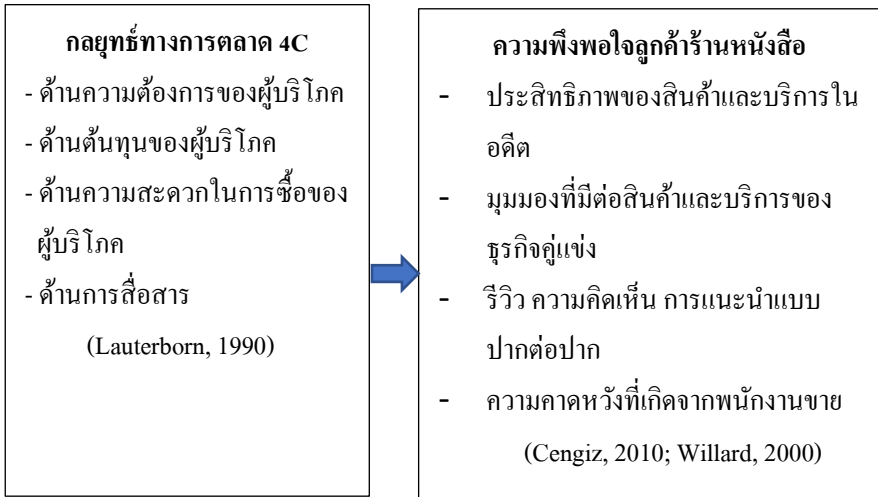 กลยุทธ์ทางการตลาด 4C
- ด้านความต้องการของผู้บริโภค
- ด้านต้นทุนของผู้บริโภค
- ด้านความสะดวกในการซื้อของ
ผู้บริโภค
- ด้านการสื่อสาร
(Lauterborn, 1990)
ความพึงพอใจลูกค้าร้านหนังสือ
- ประสิทธิภาพของสินค้าและบริการใน
อดีต
- มุมมองที่มีต่อสินค้าและบริการของ
ธุรกิจคู่แข่ง
- รีวิว ความคิดเห็น การแนะนำแบบ
ปากต่อปาก
- ความคาดหวังที่เกิดจากพนักงานขาย
(Cengiz, 2010; Willard, 2000)